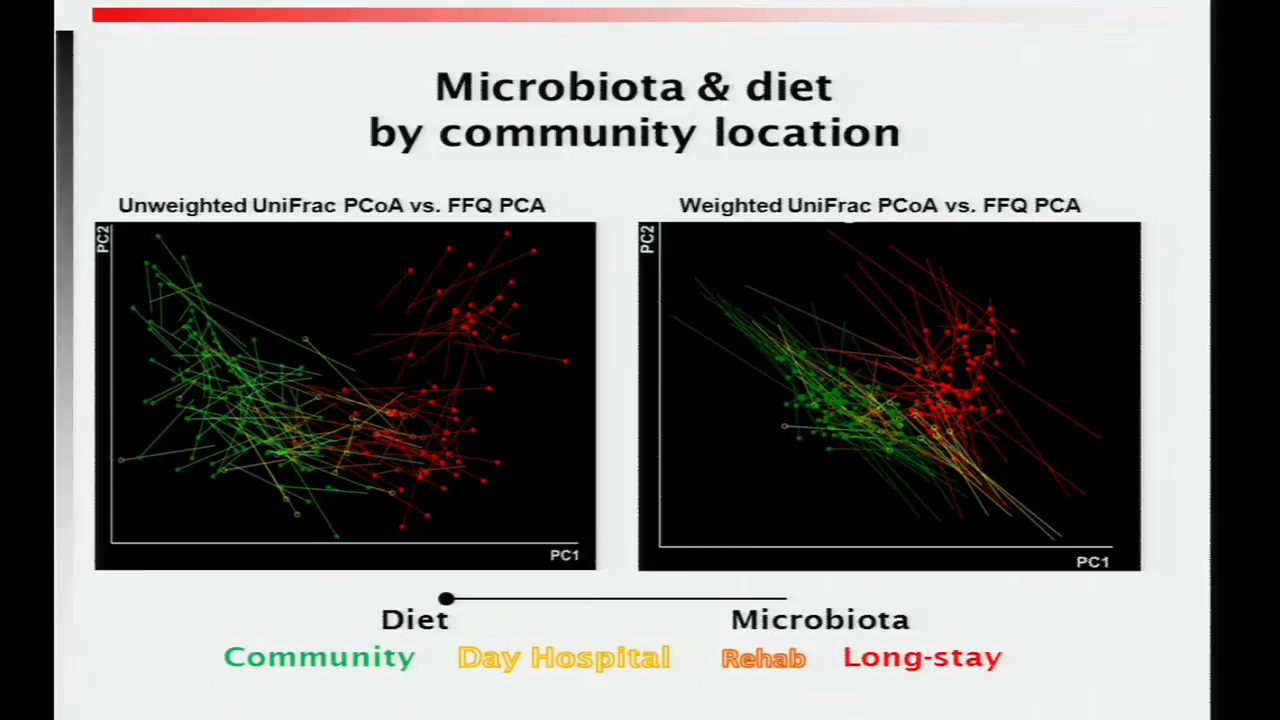 Microbiota & diet
by community location
Unweighted UniFrac PCoA vs. FFQ PCA
Weighted UniFrac PCoA vs. FFQ PCA
PC2
PC2
PC1
PC1
Diet
Microbiota
Community
Day Hospital
Rehab
Long-stay